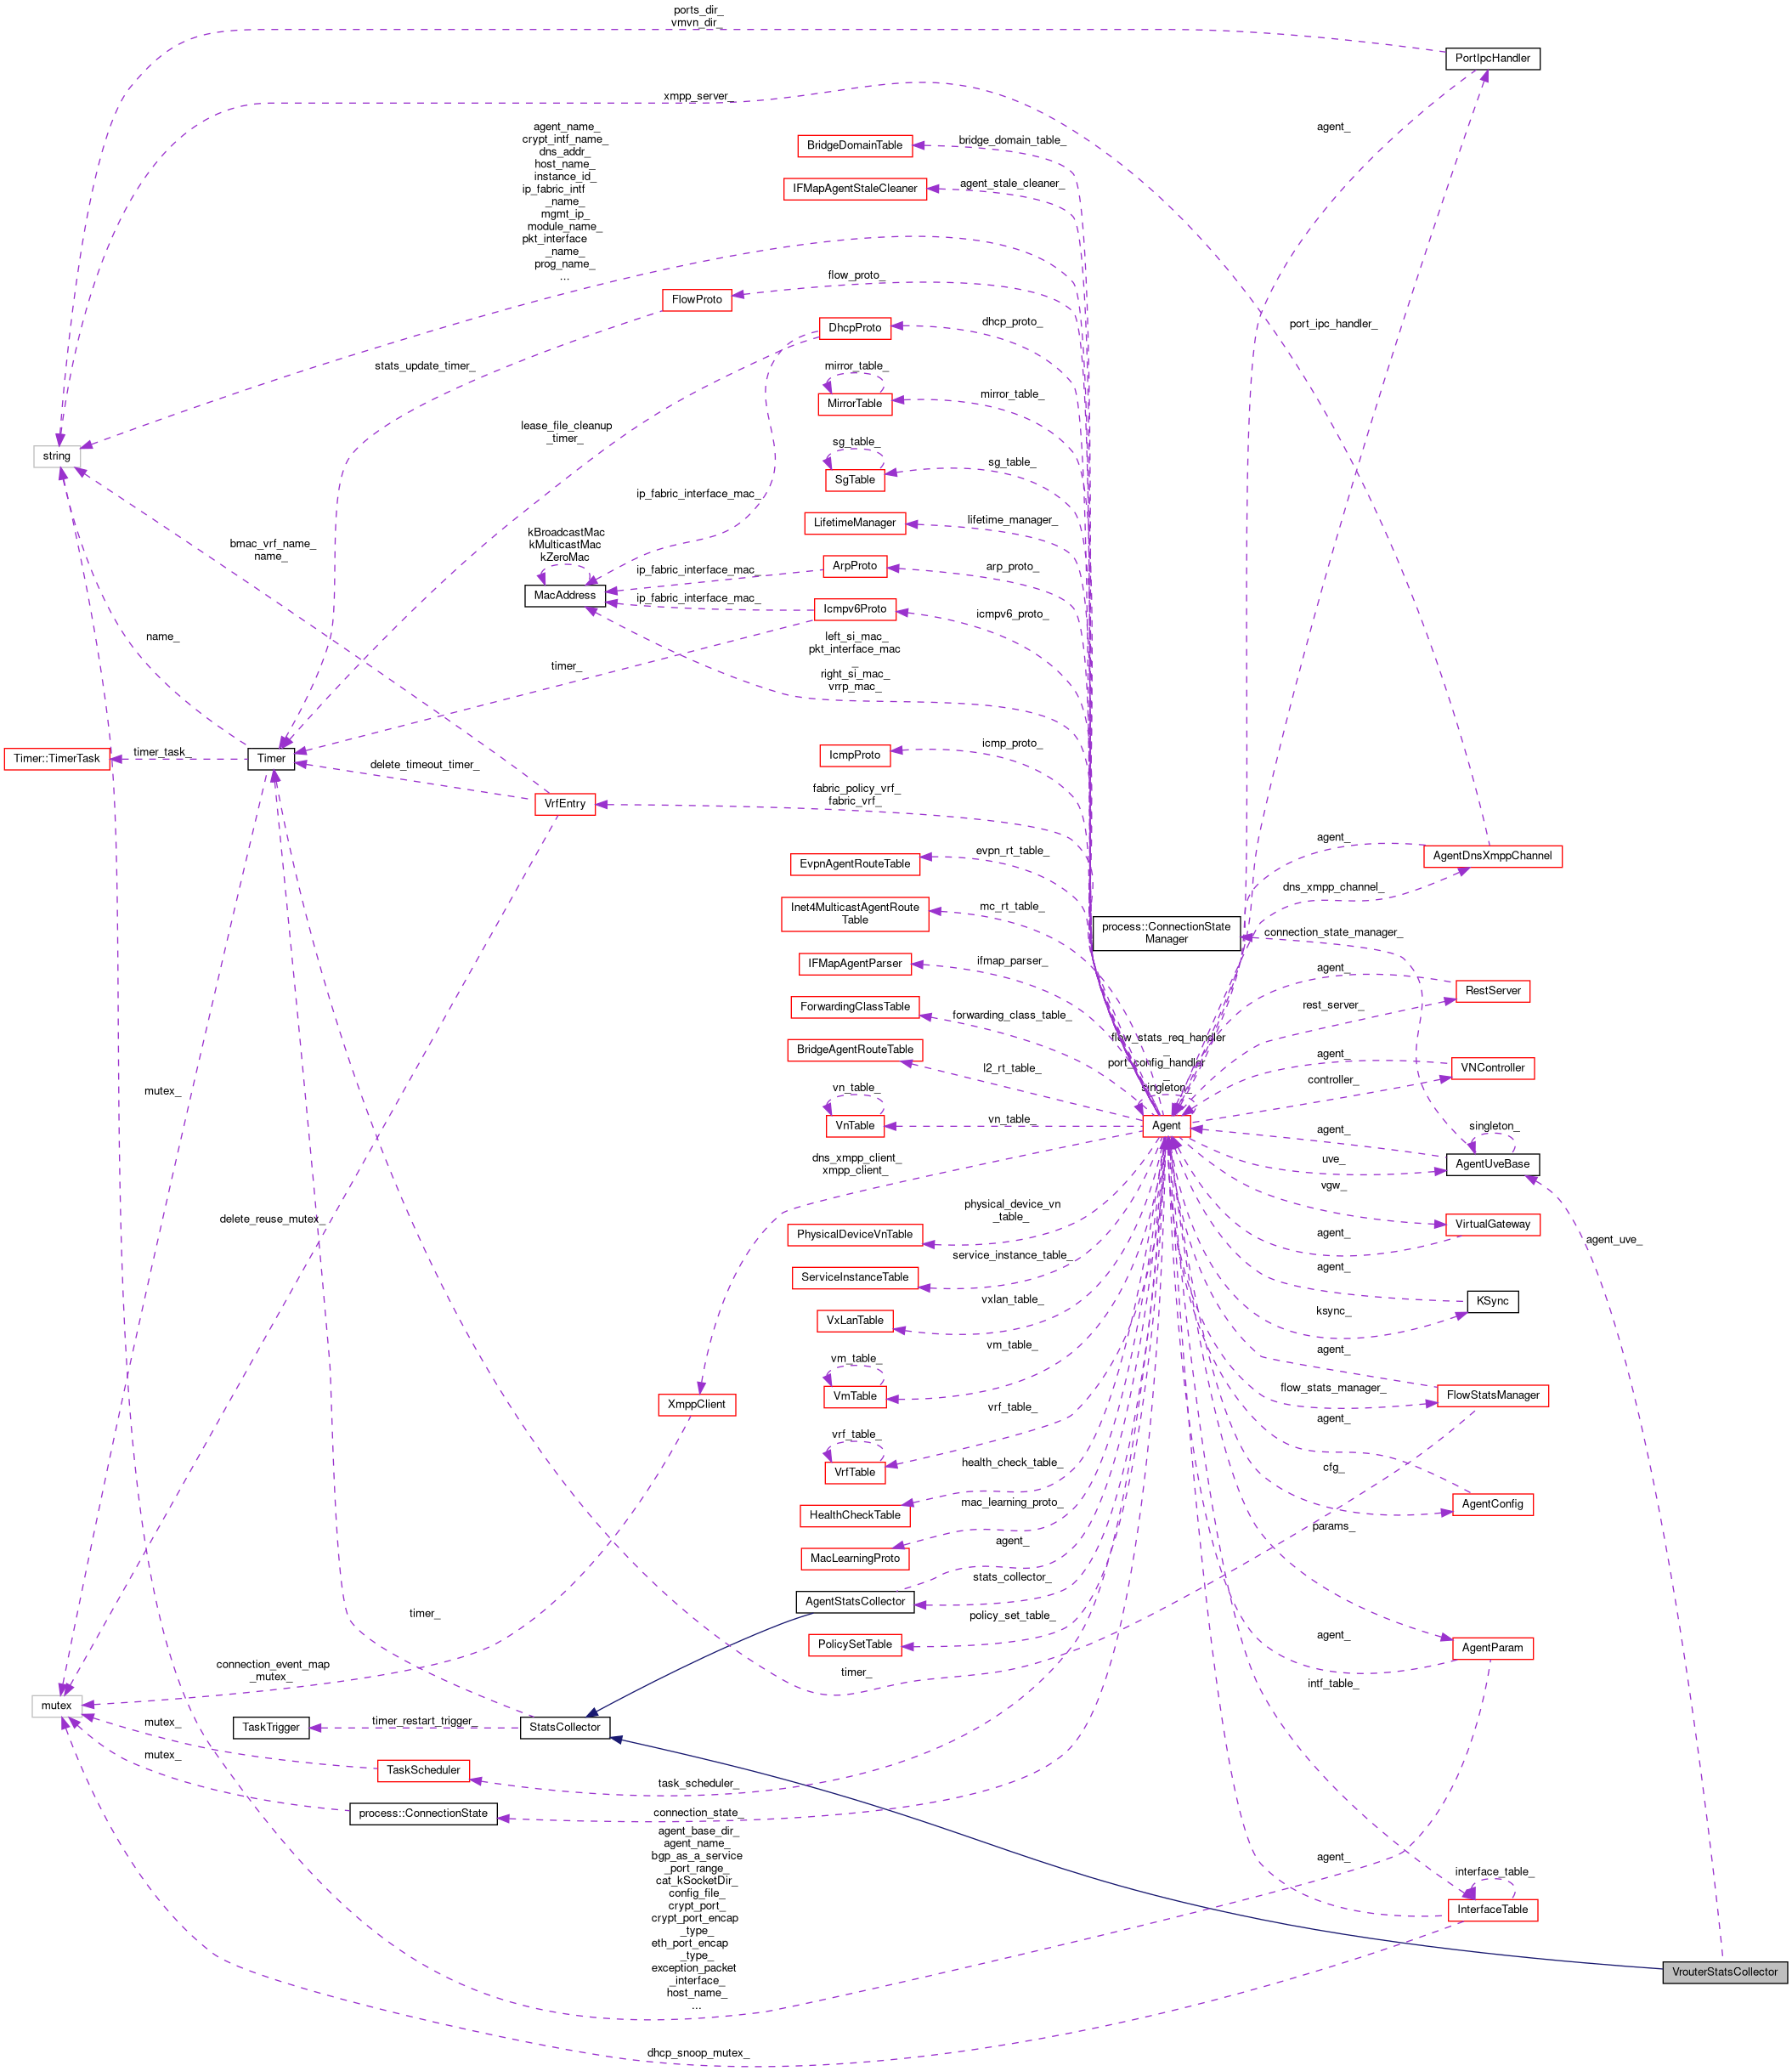 ports_dir_
vmvn_dir_
PortIpcHandler
xmpp_server_
agent_
agent_name_
crypt_intf_name_
dns_addr_
host_name_
instance_id_
ip_fabric_intf
_name_
mgmt_ip_
module_name_
pkt_interface
_name_
prog_name_
...
BridgeDomainTable
bridge_domain_table_
IFMapAgentStaleCleaner
agent_stale_cleaner_
flow_proto_
FlowProto
DhcpProto
dhcp_proto_
port_ipc_handler_
stats_update_timer_
mirror_table_
MirrorTable
mirror_table_
lease_file_cleanup
_timer_
string
sg_table_
SgTable
sg_table_
ip_fabric_interface_mac_
LifetimeManager
lifetime_manager_
kBroadcastMac
kMulticastMac
kZeroMac
bmac_vrf_name_
name_
ip_fabric_interface_mac_
ArpProto
arp_proto_
MacAddress
ip_fabric_interface_mac_
Icmpv6Proto
icmpv6_proto_
name_
timer_
left_si_mac_
pkt_interface_mac
_
right_si_mac_
vrrp_mac_
Timer::TimerTask
timer_task_
Timer
delete_timeout_timer_
IcmpProto
icmp_proto_
VrfEntry
fabric_policy_vrf_
fabric_vrf_
EvpnAgentRouteTable
evpn_rt_table_
agent_
AgentDnsXmppChannel
dns_xmpp_channel_
Inet4MulticastAgentRoute
Table
mc_rt_table_
process::ConnectionState
Manager
connection_state_manager_
IFMapAgentParser
ifmap_parser_
agent_
RestServer
rest_server_
ForwardingClassTable
forwarding_class_table_
flow_stats_req_handler
_
port_config_handler
_
singleton_
BridgeAgentRouteTable
l2_rt_table_
agent_
VNController
controller_
mutex_
vn_table_
VnTable
vn_table_
Agent
agent_
singleton_
AgentUveBase
uve_
dns_xmpp_client_
xmpp_client_
vgw_
delete_reuse_mutex_
physical_device_vn
_table_
PhysicalDeviceVnTable
VirtualGateway
agent_
agent_uve_
service_instance_table_
ServiceInstanceTable
agent_
KSync
ksync_
vxlan_table_
VxLanTable
vm_table_
VmTable
vm_table_
agent_
FlowStatsManager
flow_stats_manager_
XmppClient
vrf_table_
VrfTable
vrf_table_
agent_
cfg_
health_check_table_
HealthCheckTable
AgentConfig
mac_learning_proto_
MacLearningProto
params_
agent_
AgentStatsCollector
stats_collector_
timer_
policy_set_table_
PolicySetTable
agent_
AgentParam
connection_event_map
_mutex_
timer_
intf_table_
mutex
mutex_
TaskTrigger
timer_restart_trigger_
StatsCollector
mutex_
TaskScheduler
task_scheduler_
process::ConnectionState
connection_state_
agent_base_dir_
agent_name_
bgp_as_a_service
_port_range_
cat_kSocketDir_
config_file_
crypt_port_
crypt_port_encap
_type_
eth_port_encap
_type_
exception_packet
_interface_
host_name_
...
agent_
interface_table_
InterfaceTable
VrouterStatsCollector
dhcp_snoop_mutex_